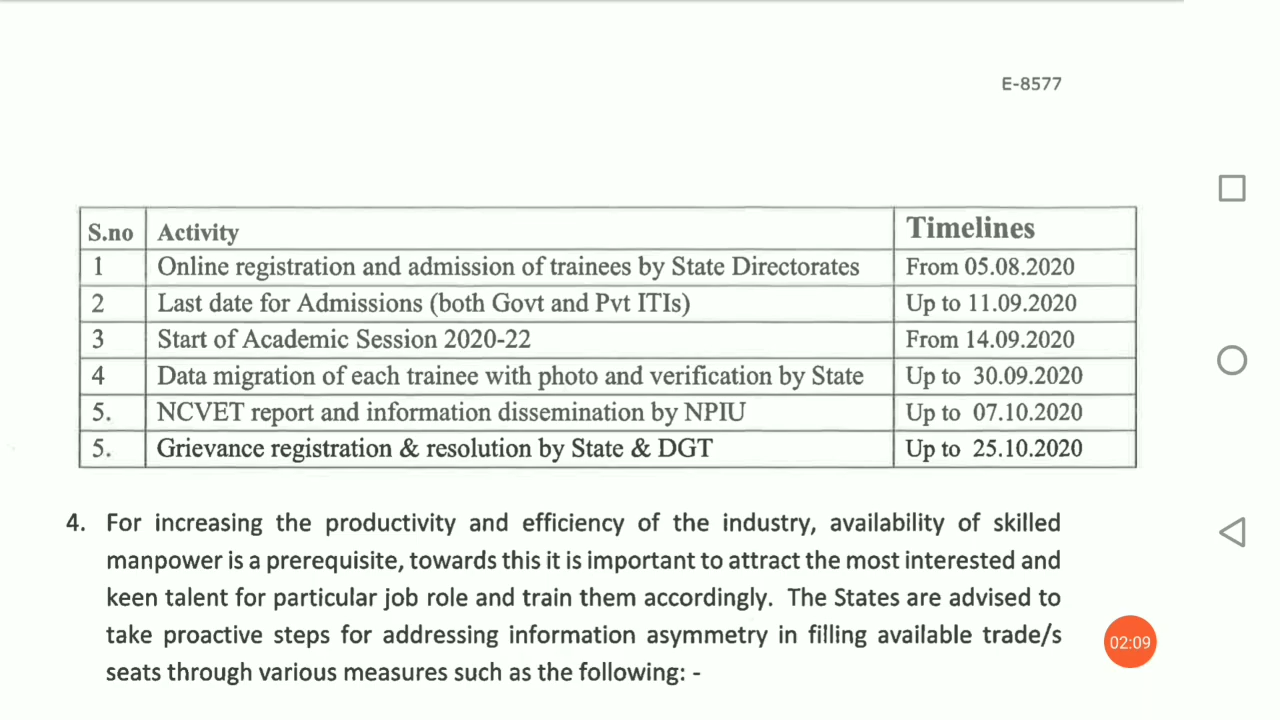 E-8577
S.no Activity Timelines
1 Online registration and admission of trainees by State Directorates From 05.08.2020
2 Last date for Admissions (both Govt and Pvt ITIs) Up to 11.09.2020
3 Start of Academic Session 2020-22 From 14.09.2020
4 Data migration of each trainee with photo and verification by State Up to 30.09.2020
5. NCVET report and information dissemination by NPIU Up to 07.10.2020
5. Grievance registration & resolution by State & DGT Up to 25.10.2020
4. For increasing the productivity and efficiency of the industry, availability of skilled
manpower is a prerequisite, towards this it is important to attract the most interested and
keen talent for particular job role and train them accordingly. The States are advised to
take proactive steps for addressing information asymmetry in filling available trade/s
seats through various measures such as the following: -
02:09